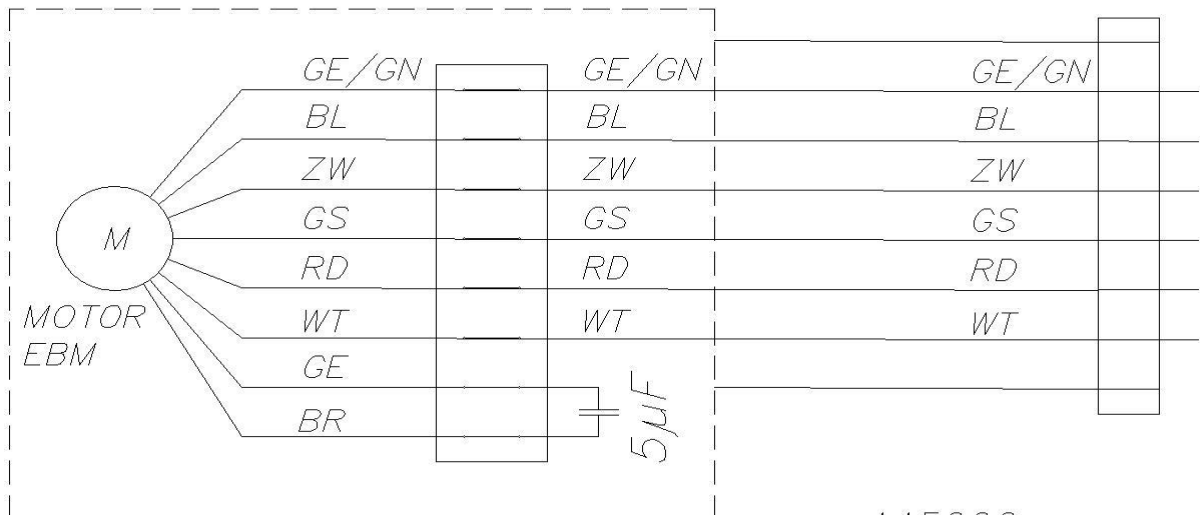 GE/GN GE/GN GE/GN
BL BL BL
ZW ZW ZW
GS GS GS
M
RD RD RD
MOTOR
EBM
WT WT WT
GE
BR
5µF